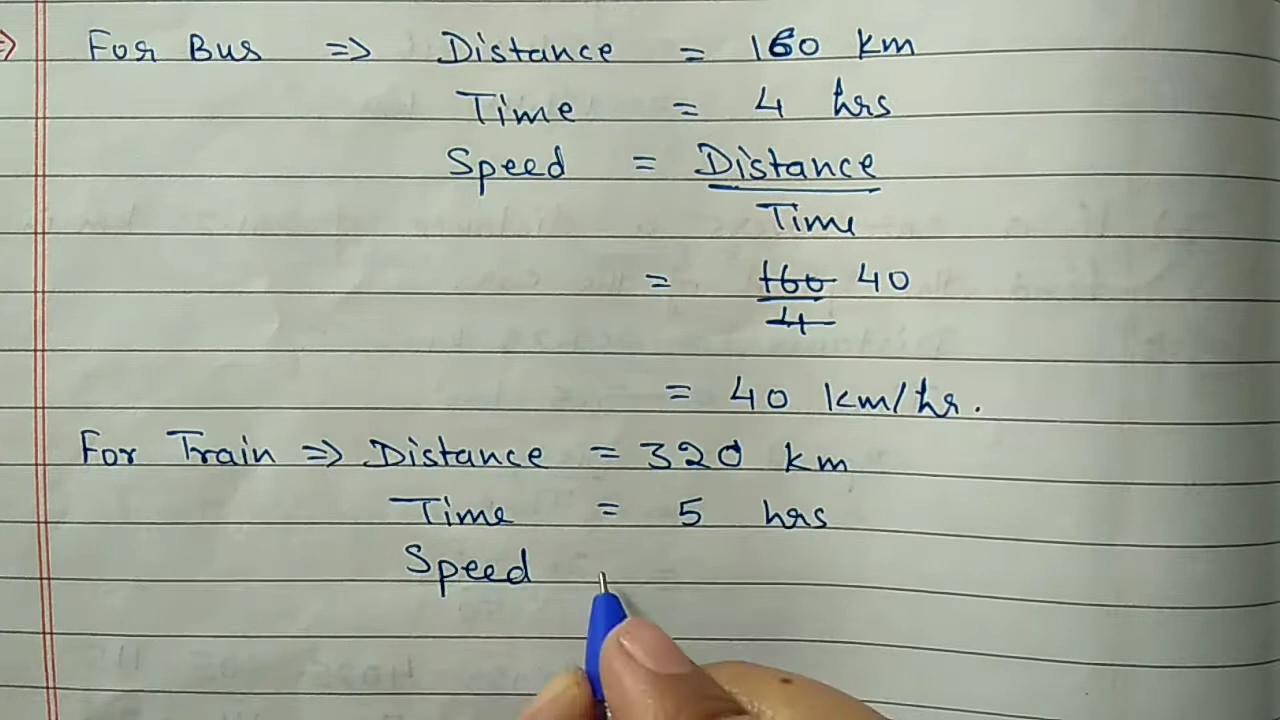 For Bus => Distance = 160 km
Time = 4 hrs
Speed = Distance
Time
= 160 40
4
= 40 km/hr.
For Train => Distance = 320 km
Time = 5 hrs
Speed